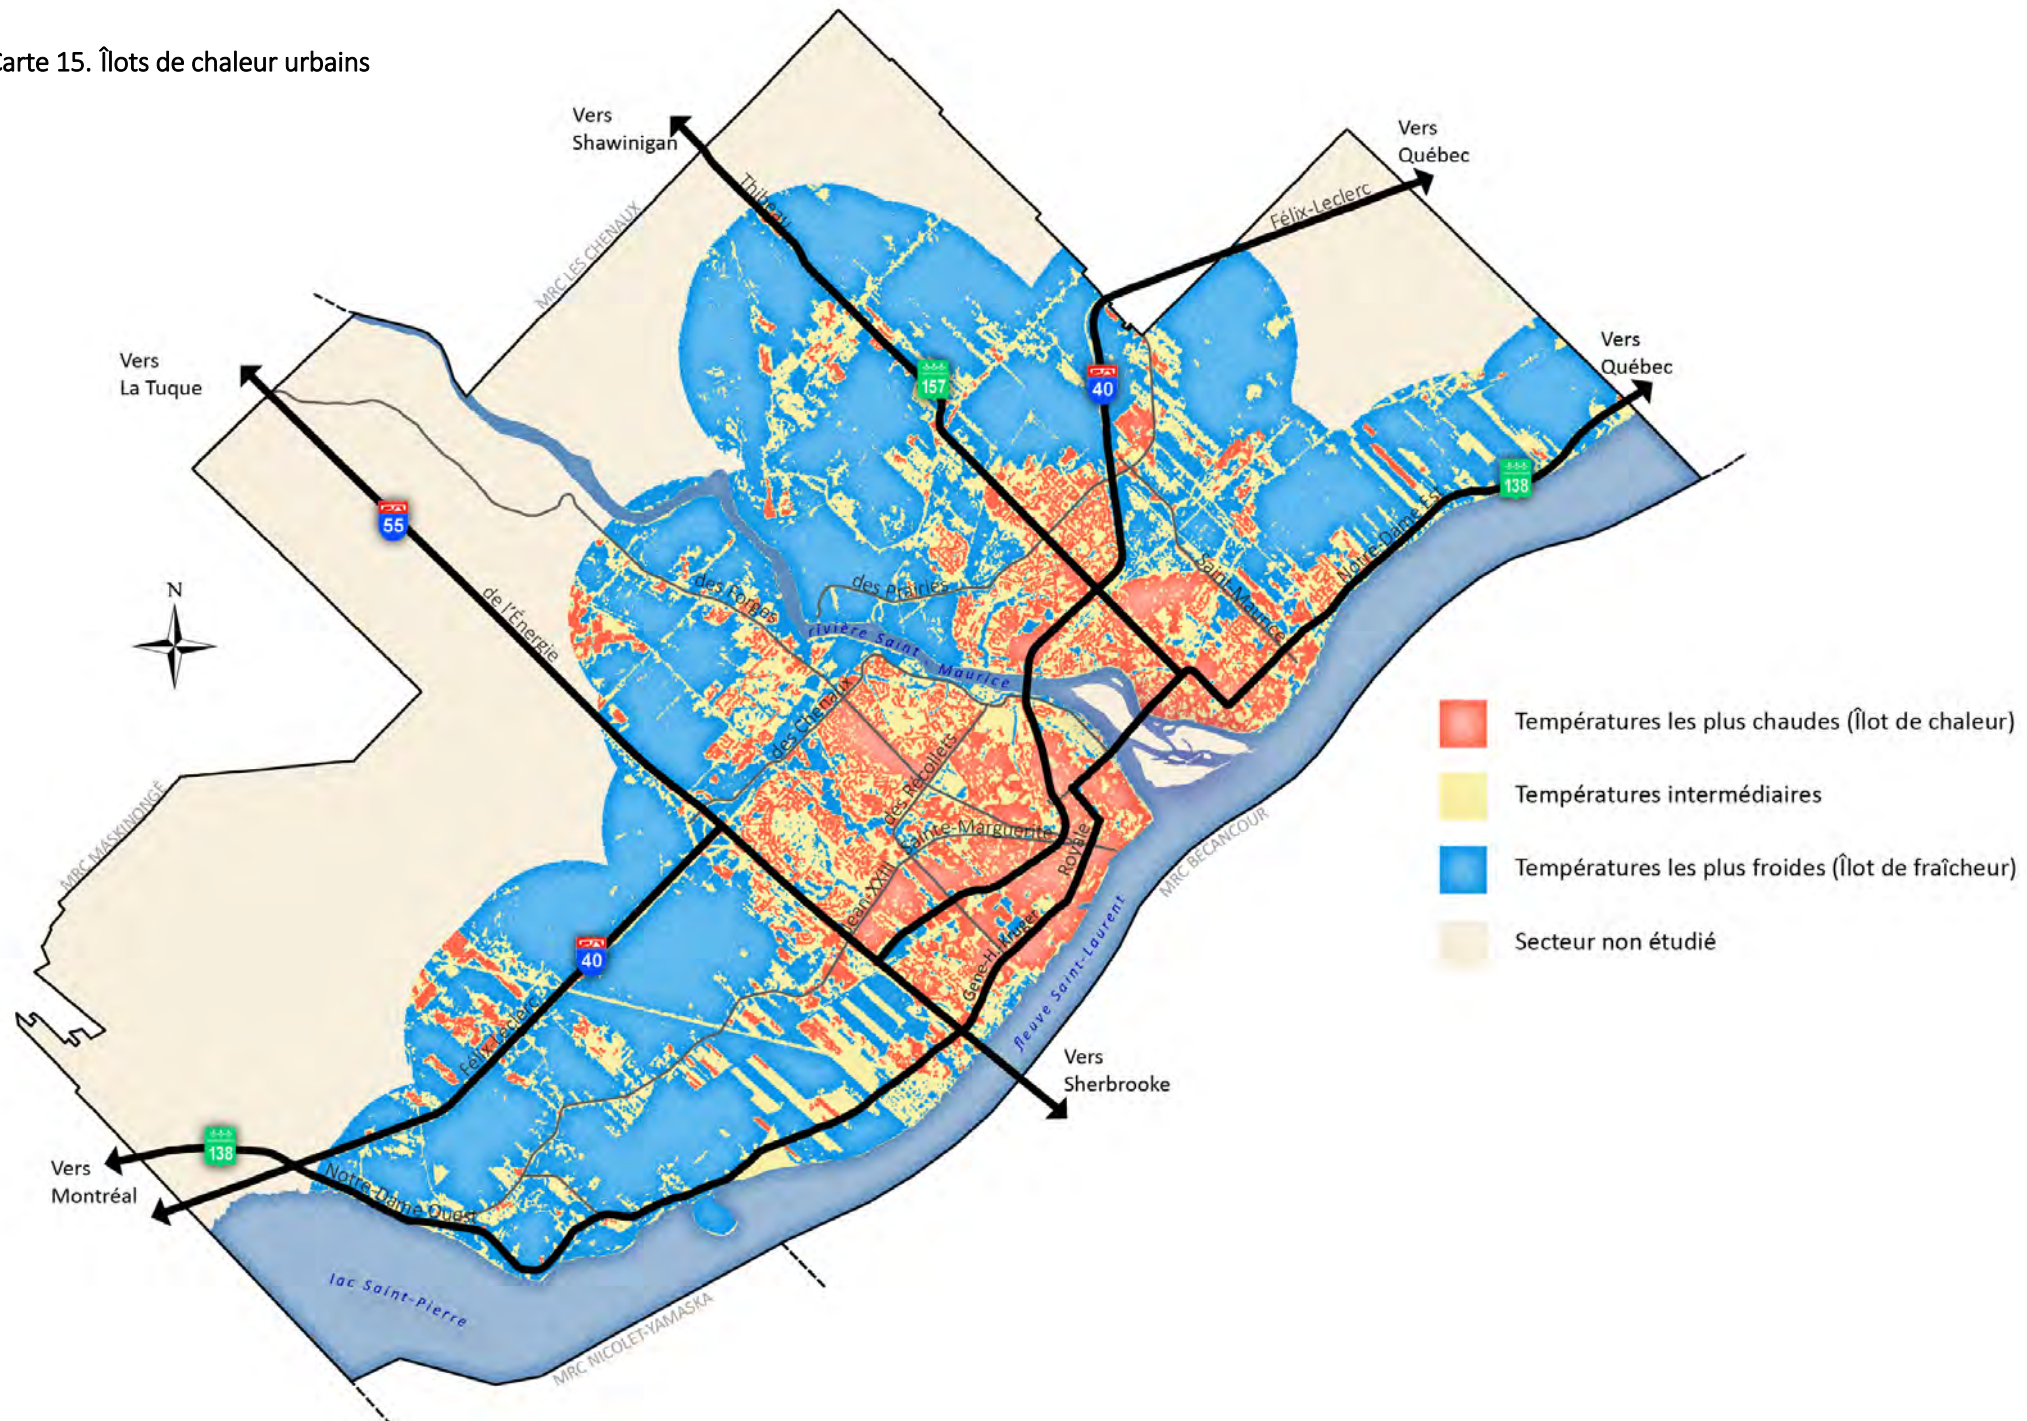 arte 15. Îlots de chaleur urbains
Vers
Shawinigan
Vers
Québec
Thibeau
Félix-Leclerc
MRC LES CHENAUX
Vers
La Tuque
Vers
Québec
157
40
138
55
N
de l'Énergie
des Forges
des Prairies
Saint-Maurice
Notre-Dame Est
rivière Saint-Maurice
des Chenaux
des Récollets
Sainte-Marguerite
Royale
Jean-XXIII
Gene-H.-Kruger
MRC MASKINONGÉ
MRC BÉCANCOUR
fleuve Saint-Laurent
40
Félix-Leclerc
Vers
Sherbrooke
138
Vers
Montréal
Notre-Dame Ouest
lac Saint-Pierre
MRC NICOLET-YAMASKA
Températures les plus chaudes (Îlot de chaleur)
Températures intermédiaires
Températures les plus froides (Îlot de fraîcheur)
Secteur non étudié